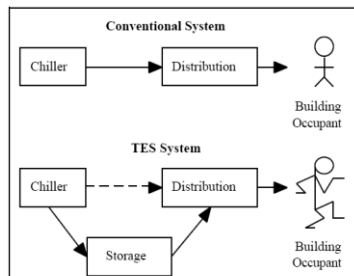 Conventional System
Chiller
Distribution
Building
Occupant
TES System
Chiller
Distribution
Storage
Building
Occupant